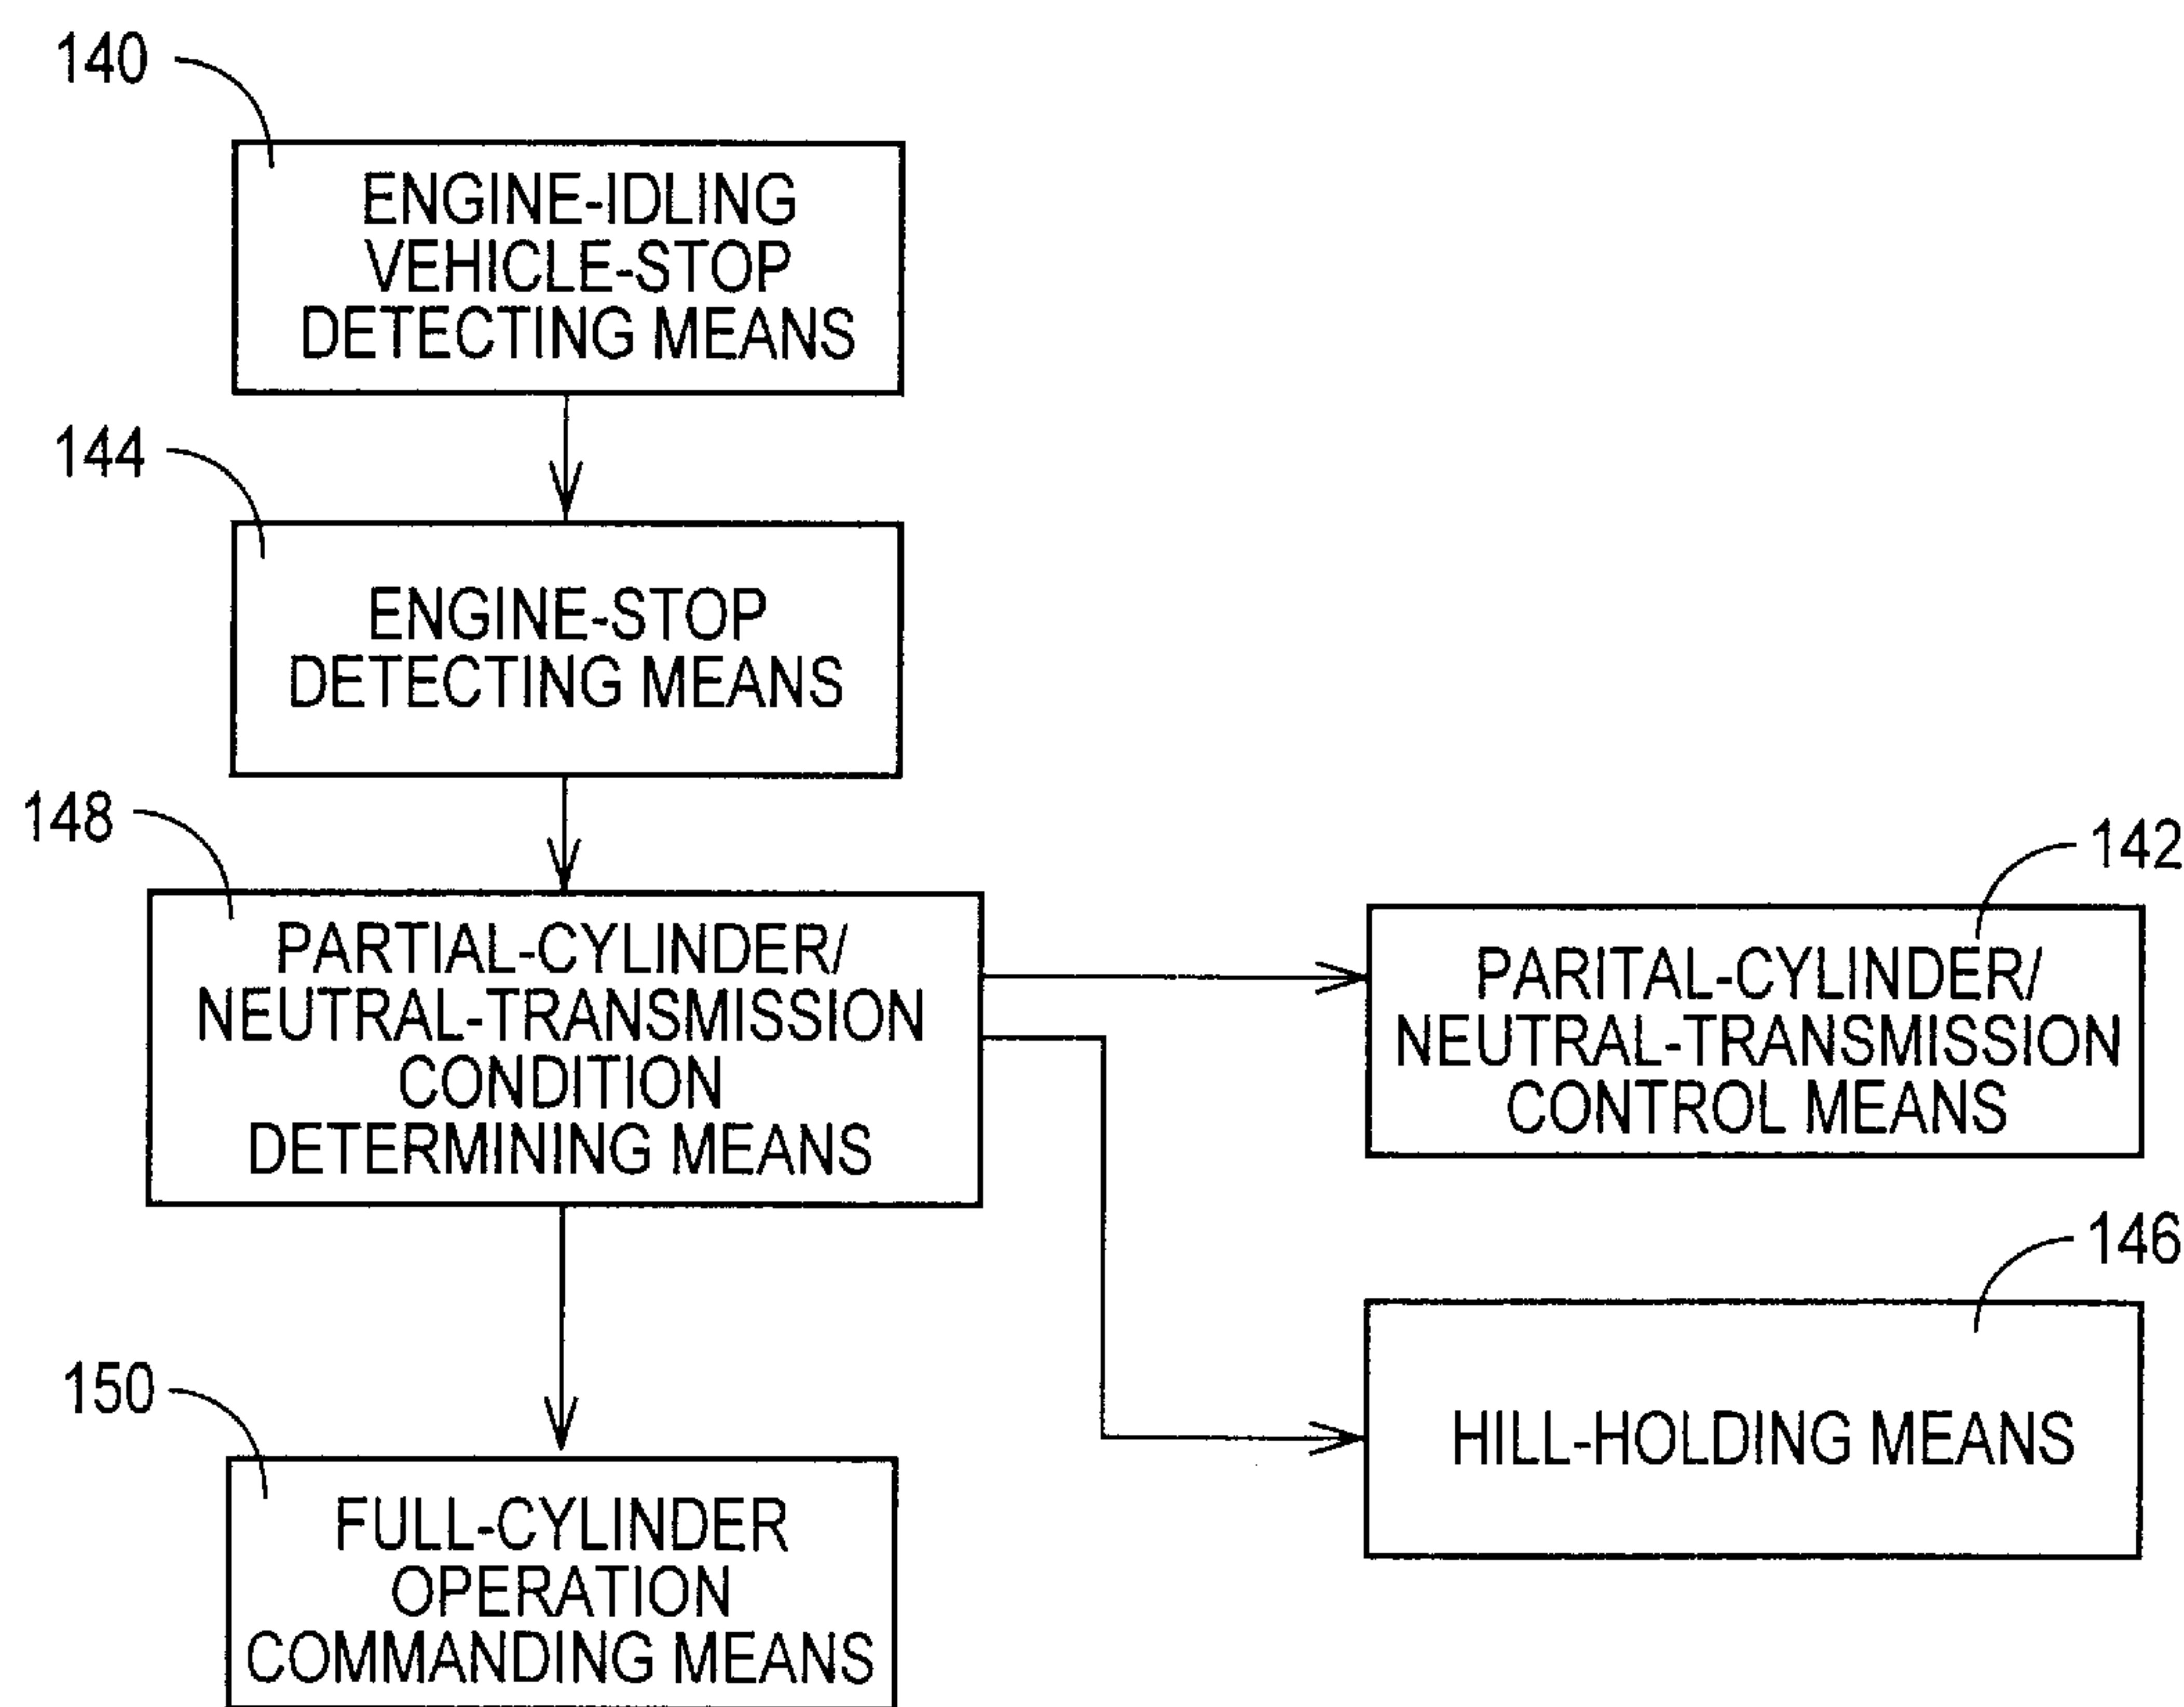 140
ENGINE-IDLING
VEHICLE-STOP
DETECTING MEANS
144
ENGINE-STOP
DETECTING MEANS
148
PARTIAL-CYLINDER/
NEUTRAL-TRANSMISSION
CONDITION
DETERMINING MEANS
142
PARITAL-CYLINDER/
NEUTRAL-TRANSMISSION
CONTROL MEANS
146
HILL-HOLDING MEANS
150
FULL-CYLINDER
OPERATION
COMMANDING MEANS